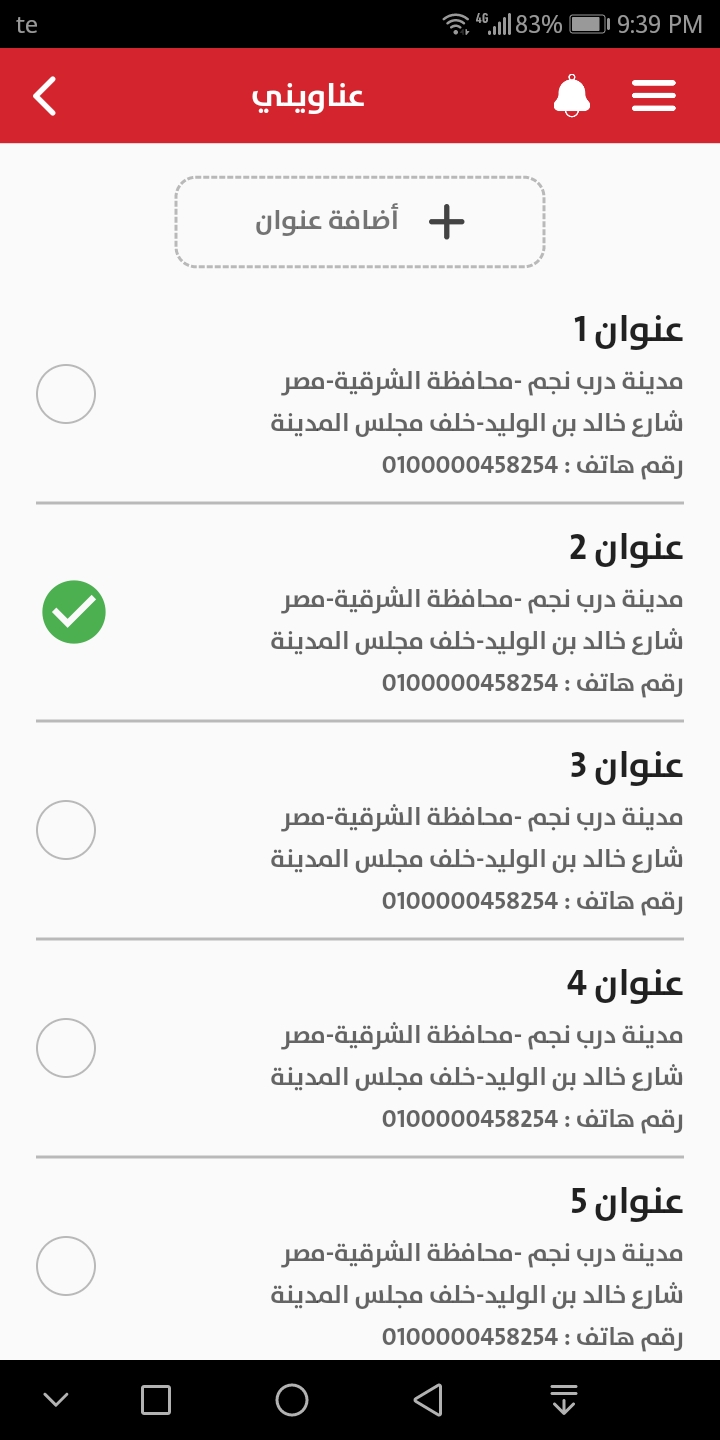 te
4G 83% 9:39 PM
عناويني
أضافة عنوان
عنوان 1
مدينة درب نجم -محافظة الشرقية-مصر
شارع خالد بن الوليد-خلف مجلس المدينة
رقم هاتف : 0100000458254
عنوان 2
مدينة درب نجم -محافظة الشرقية-مصر
شارع خالد بن الوليد-خلف مجلس المدينة
رقم هاتف : 0100000458254
عنوان 3
مدينة درب نجم -محافظة الشرقية-مصر
شارع خالد بن الوليد-خلف مجلس المدينة
رقم هاتف : 0100000458254
عنوان 4
مدينة درب نجم -محافظة الشرقية-مصر
شارع خالد بن الوليد-خلف مجلس المدينة
رقم هاتف : 0100000458254
عنوان 5
مدينة درب نجم -محافظة الشرقية-مصر
شارع خالد بن الوليد-خلف مجلس المدينة
رقم هاتف : 0100000458254